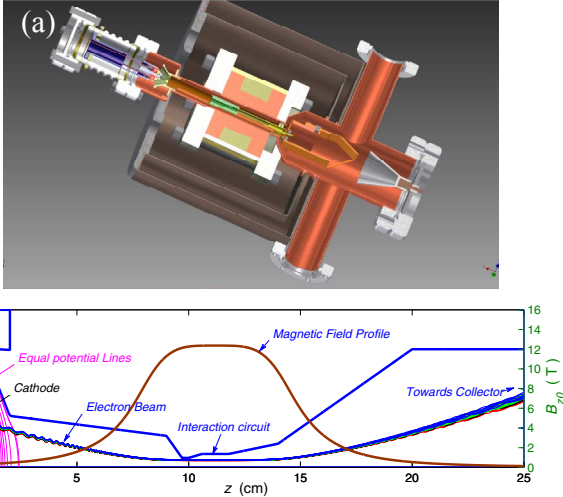 (a)
16
Magnetic Field Profile
14
12
Equal potential Lines
10
Towards Collector
8
Cathode
Electron Beam
6
Interaction circuit
4
2
0
5 10 15 20 25
z (cm)
B_z0 (T)